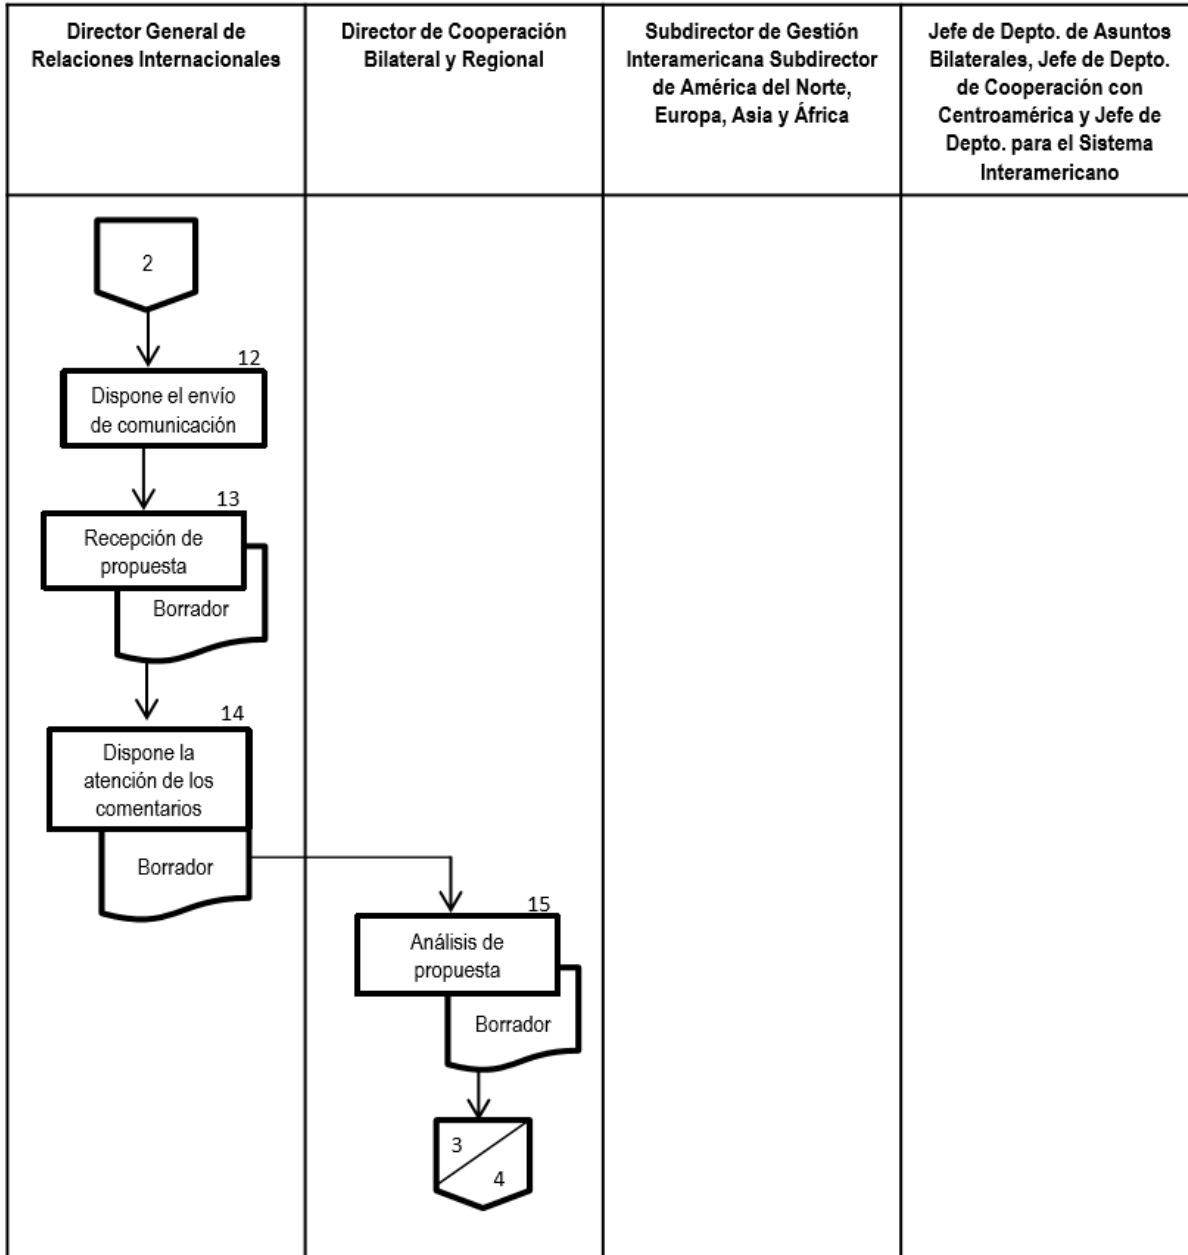 Director General de
Relaciones Internacionales
Director de Cooperación
Bilateral y Regional
Subdirector de Gestión
Interamericana Subdirector
de América del Norte,
Europa, Asia y África
Jefe de Depto. de Asuntos
Bilaterales, Jefe de Depto.
de Cooperación con
Centroamérica y Jefe de
Depto. para el Sistema
Interamericano
2
12
Dispone el envío
de comunicación
13
Recepción de
propuesta
Borrador
14
Dispone la
atención de los
comentarios
Borrador
15
Análisis de
propuesta
Borrador
3
4